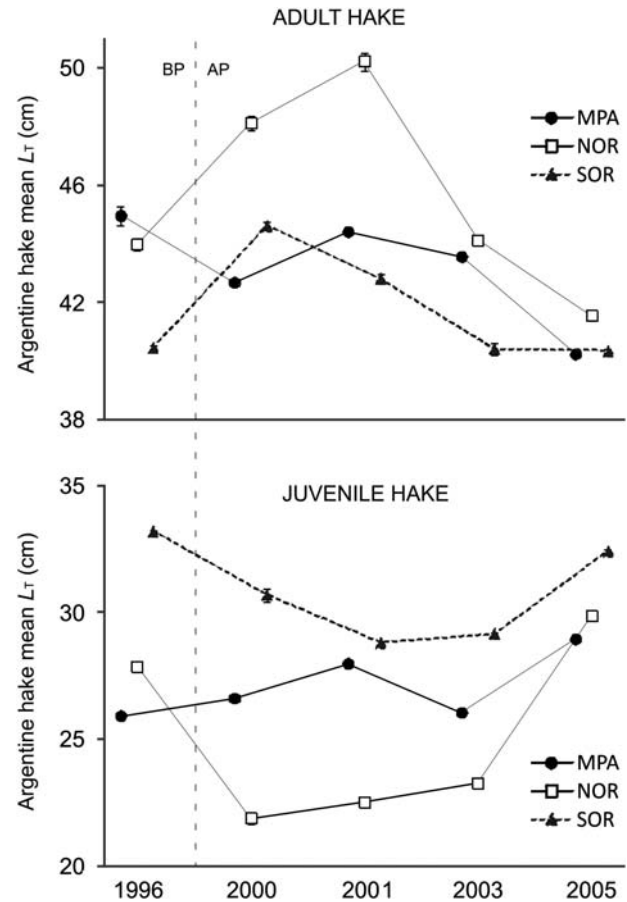 ADULT HAKE
Argentine hake mean LT (cm)
50
46
42
38
BP AP
MPA
NOR
SOR
JUVENILE HAKE
Argentine hake mean LT (cm)
35
30
25
20
MPA
NOR
SOR
1996 2000 2001 2003 2005